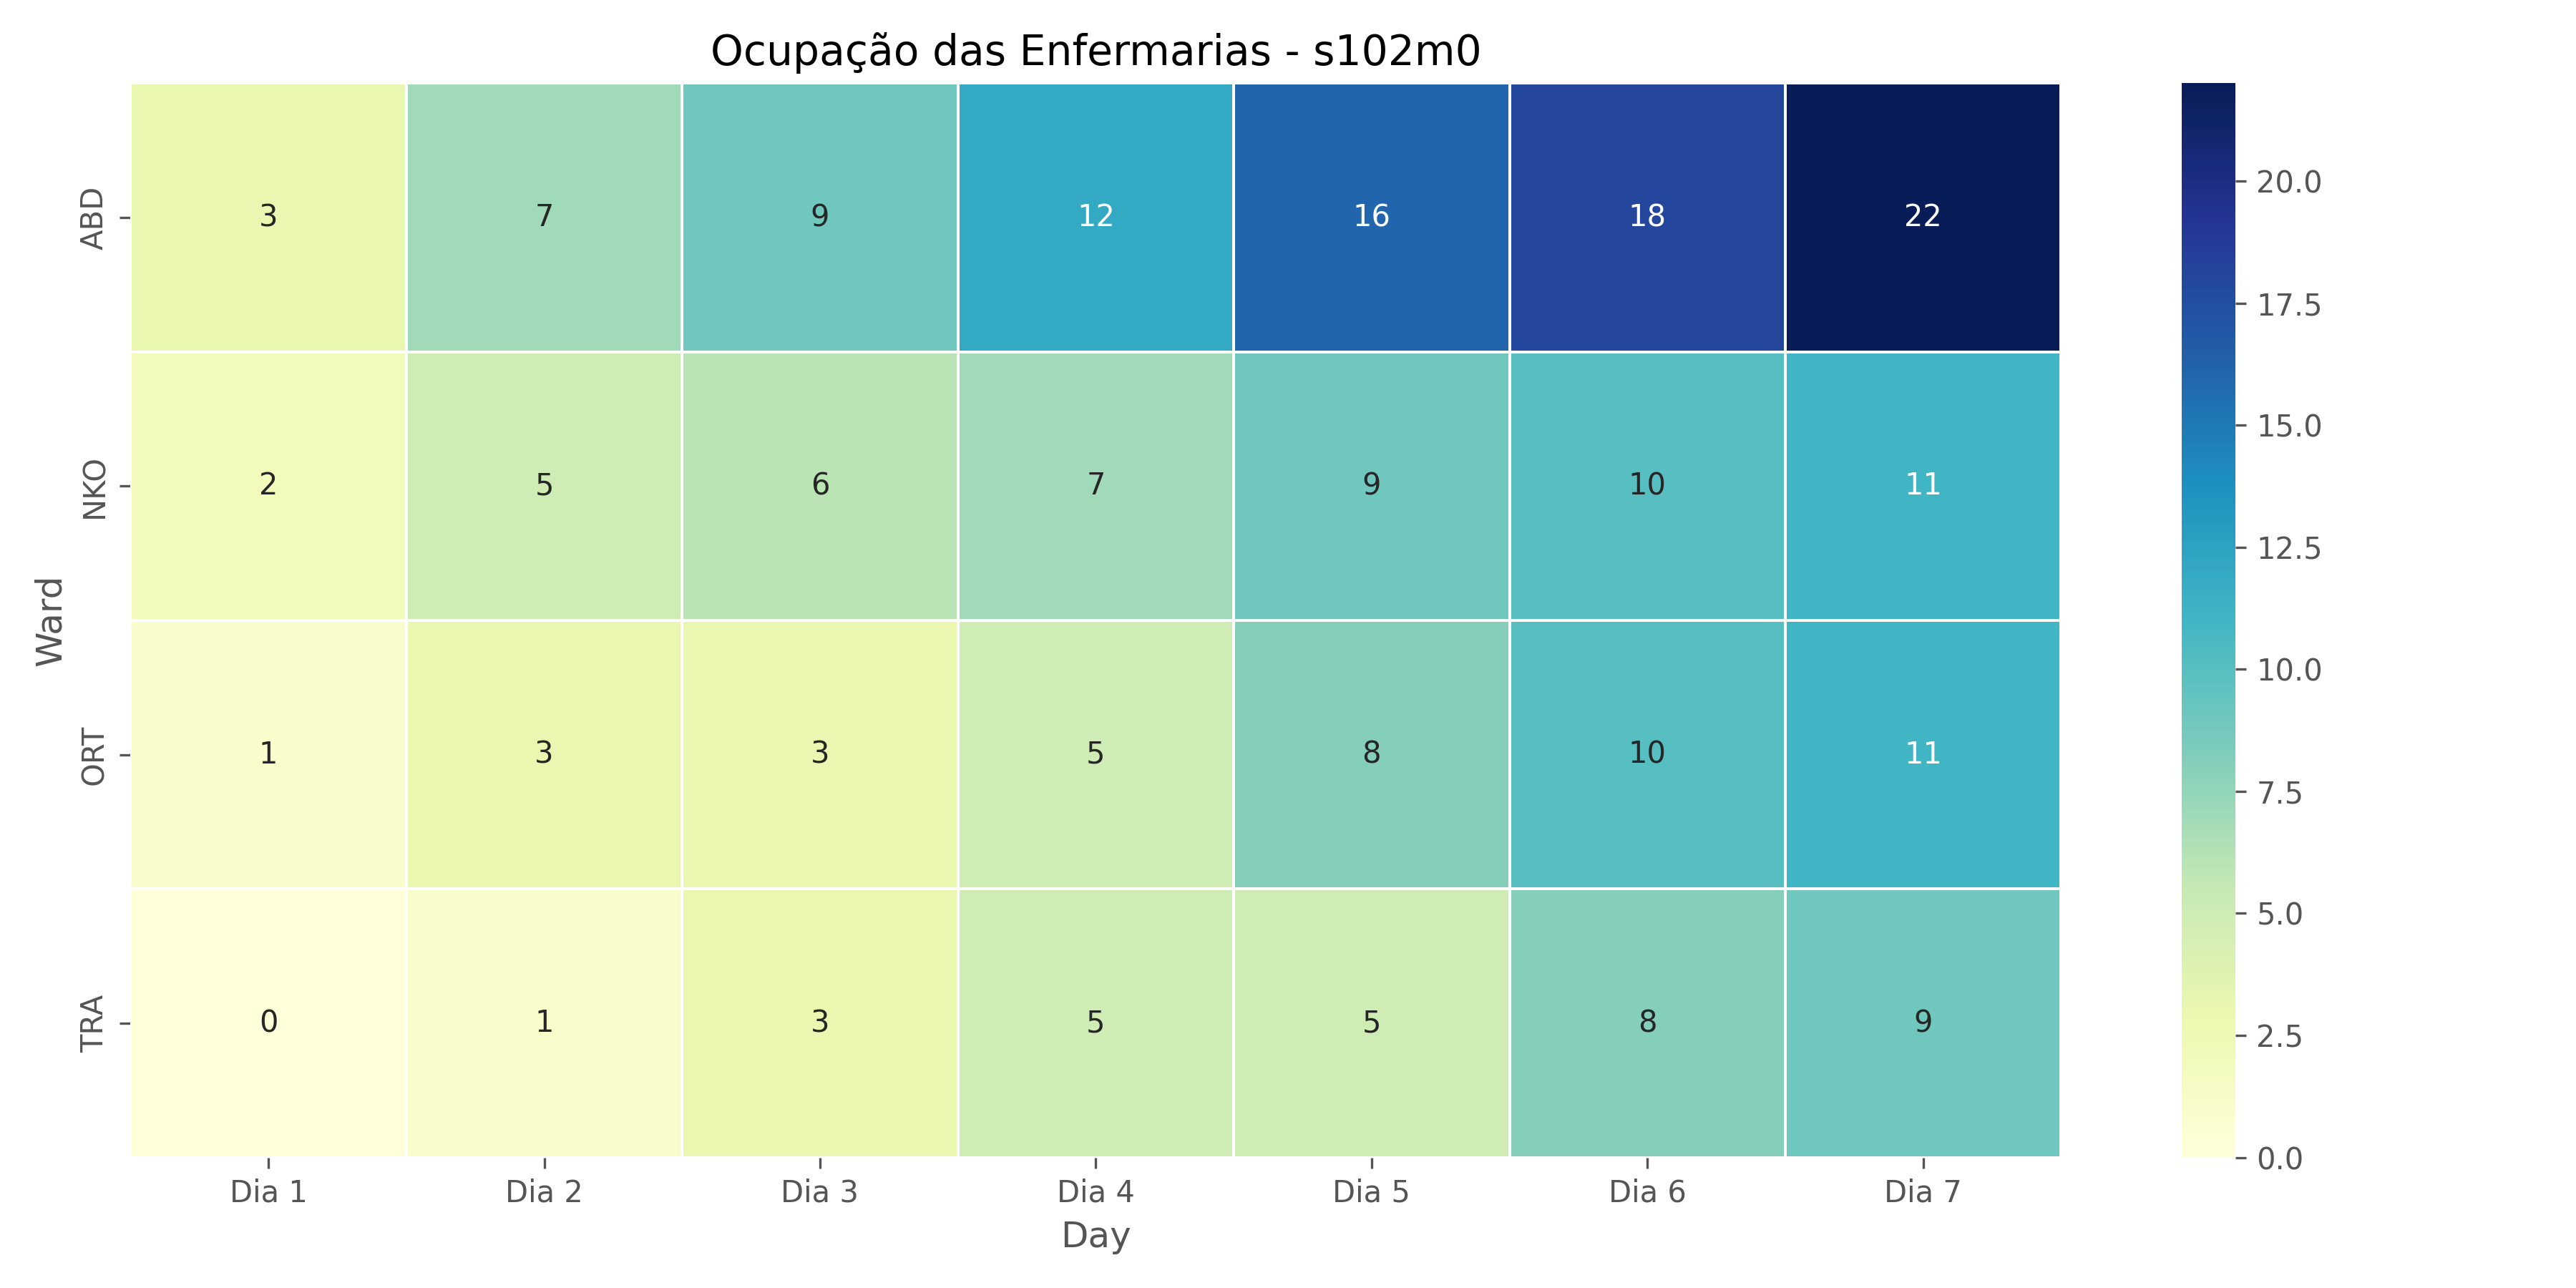 Ocupação das Enfermarias - s102m0
ABD 3 7 9 12 16 18 22
NKO 2 5 6 7 9 10 11
ORT 1 3 3 5 8 10 11
TRA 0 1 3 5 5 8 9
Ward
Dia 1 Dia 2 Dia 3 Dia 4 Dia 5 Dia 6 Dia 7
Day
20.0
17.5
15.0
12.5
10.0
7.5
5.0
2.5
0.0